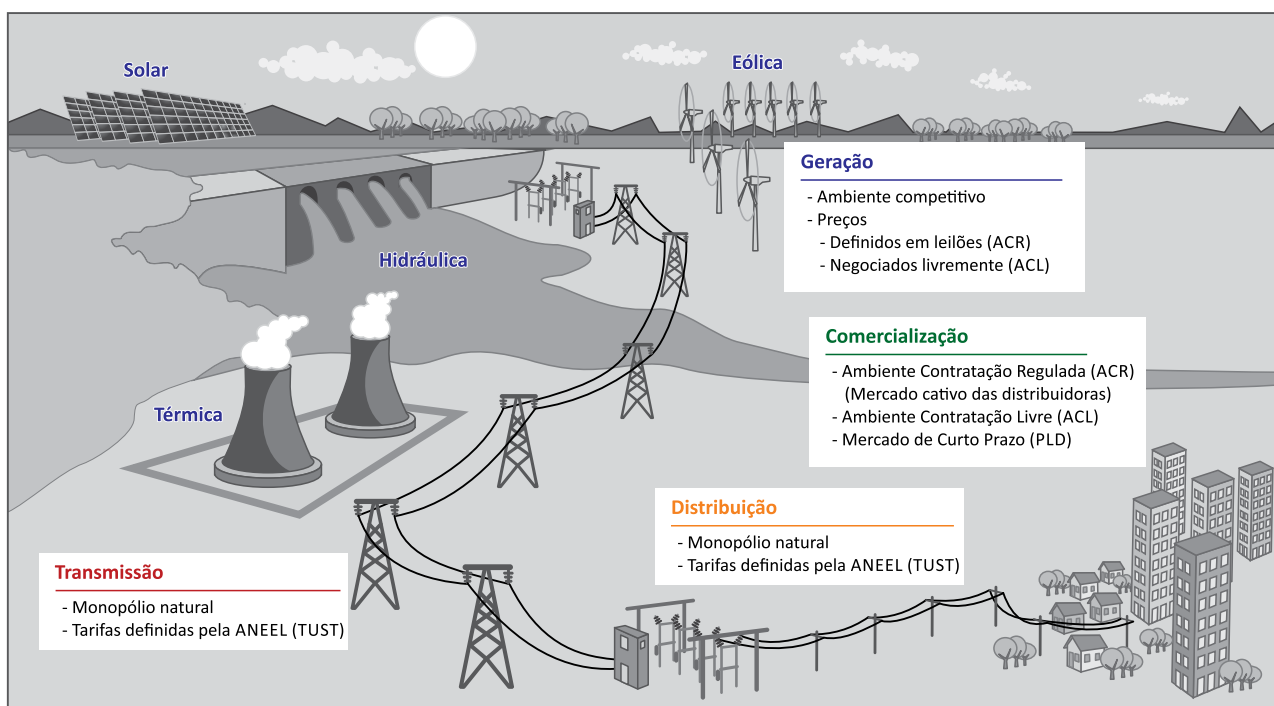 Solar
Eólica
Geração
- Ambiente competitivo
- Preços
- Definidos em leilões (ACR)
- Negociados livremente (ACL)
Hidráulica
Comercialização
- Ambiente Contratação Regulada (ACR)
(Mercado cativo das distribuidoras)
- Ambiente Contratação Livre (ACL)
- Mercado de Curto Prazo (PLD)
Térmica
Distribuição
- Monopólio natural
- Tarifas definidas pela ANEEL (TUST)
Transmissão
- Monopólio natural
- Tarifas definidas pela ANEEL (TUST)